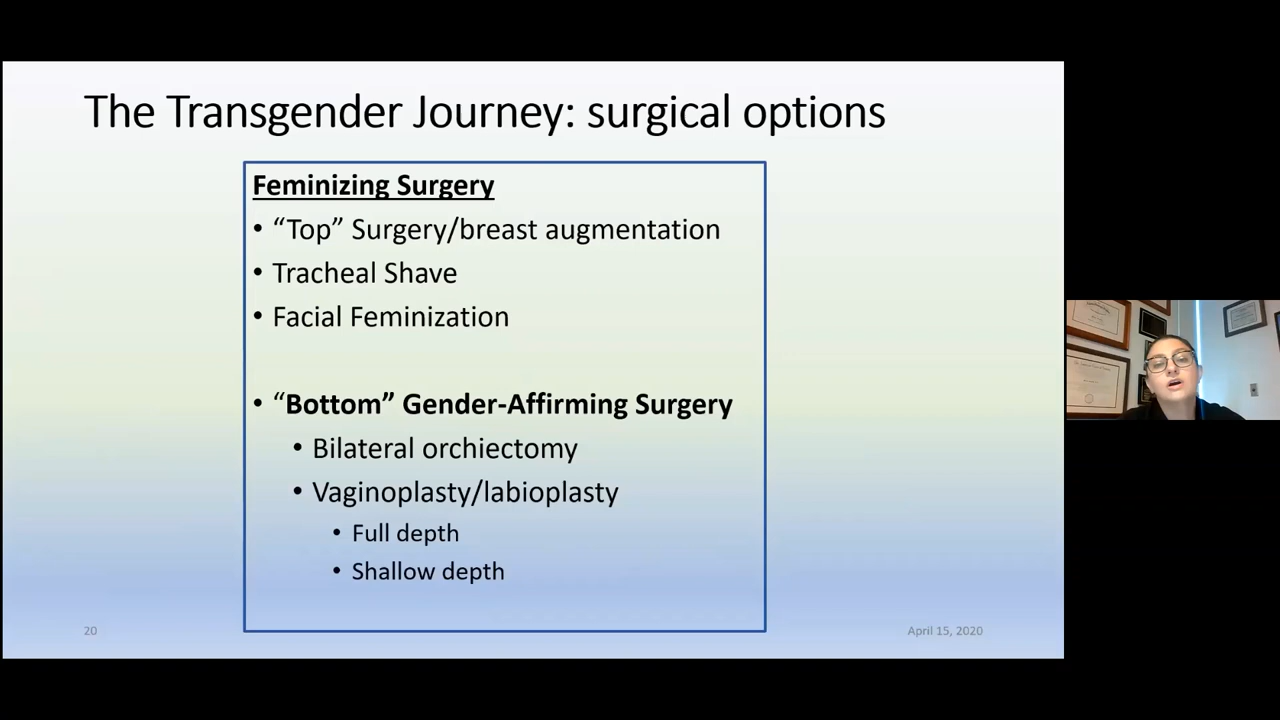 The Transgender Journey: surgical options
Feminizing Surgery
• “Top” Surgery/breast augmentation
• Tracheal Shave
• Facial Feminization
• “Bottom” Gender-Affirming Surgery
• Bilateral orchiectomy
• Vaginoplasty/labioplasty
• Full depth
• Shallow depth
20
April 15, 2020